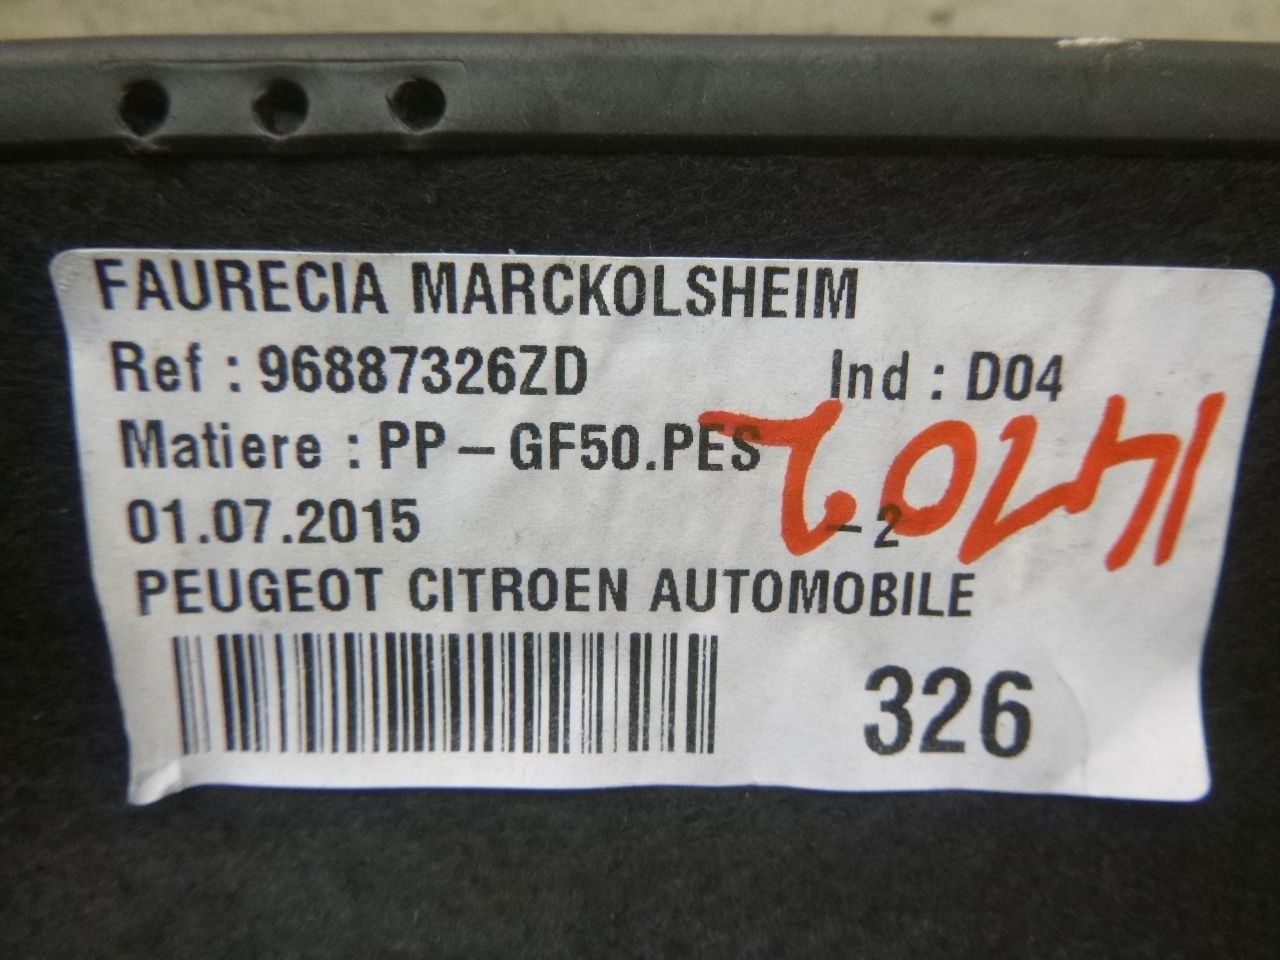 FAURECIA MARCKOLSHEIM
Ref : 96887326ZD Ind : D04
Matiere : PP-GF50.PES
01.07.2015 -2
PEUGEOT CITROEN AUTOMOBILE
326